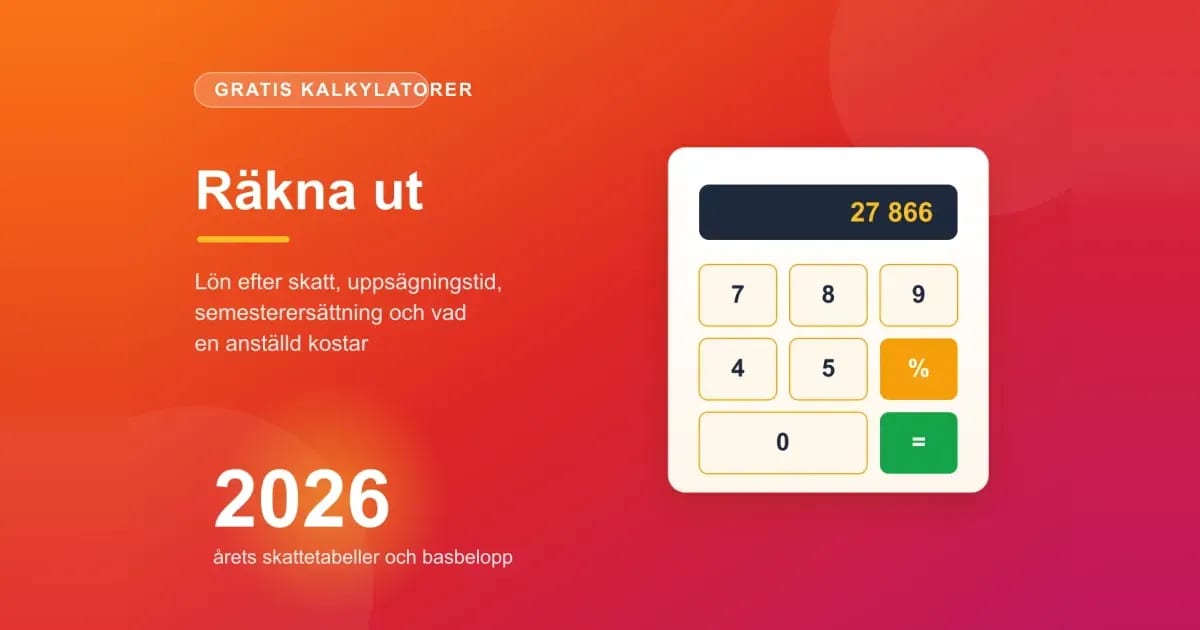 GRATIS KALKYLATORER
Räkna ut
Lön efter skatt, uppsägningstid,
semesterersättning och vad
en anställd kostar
2026
årets skattetabeller och basbelopp
27 866
7 8 9
4 5 %
0 =